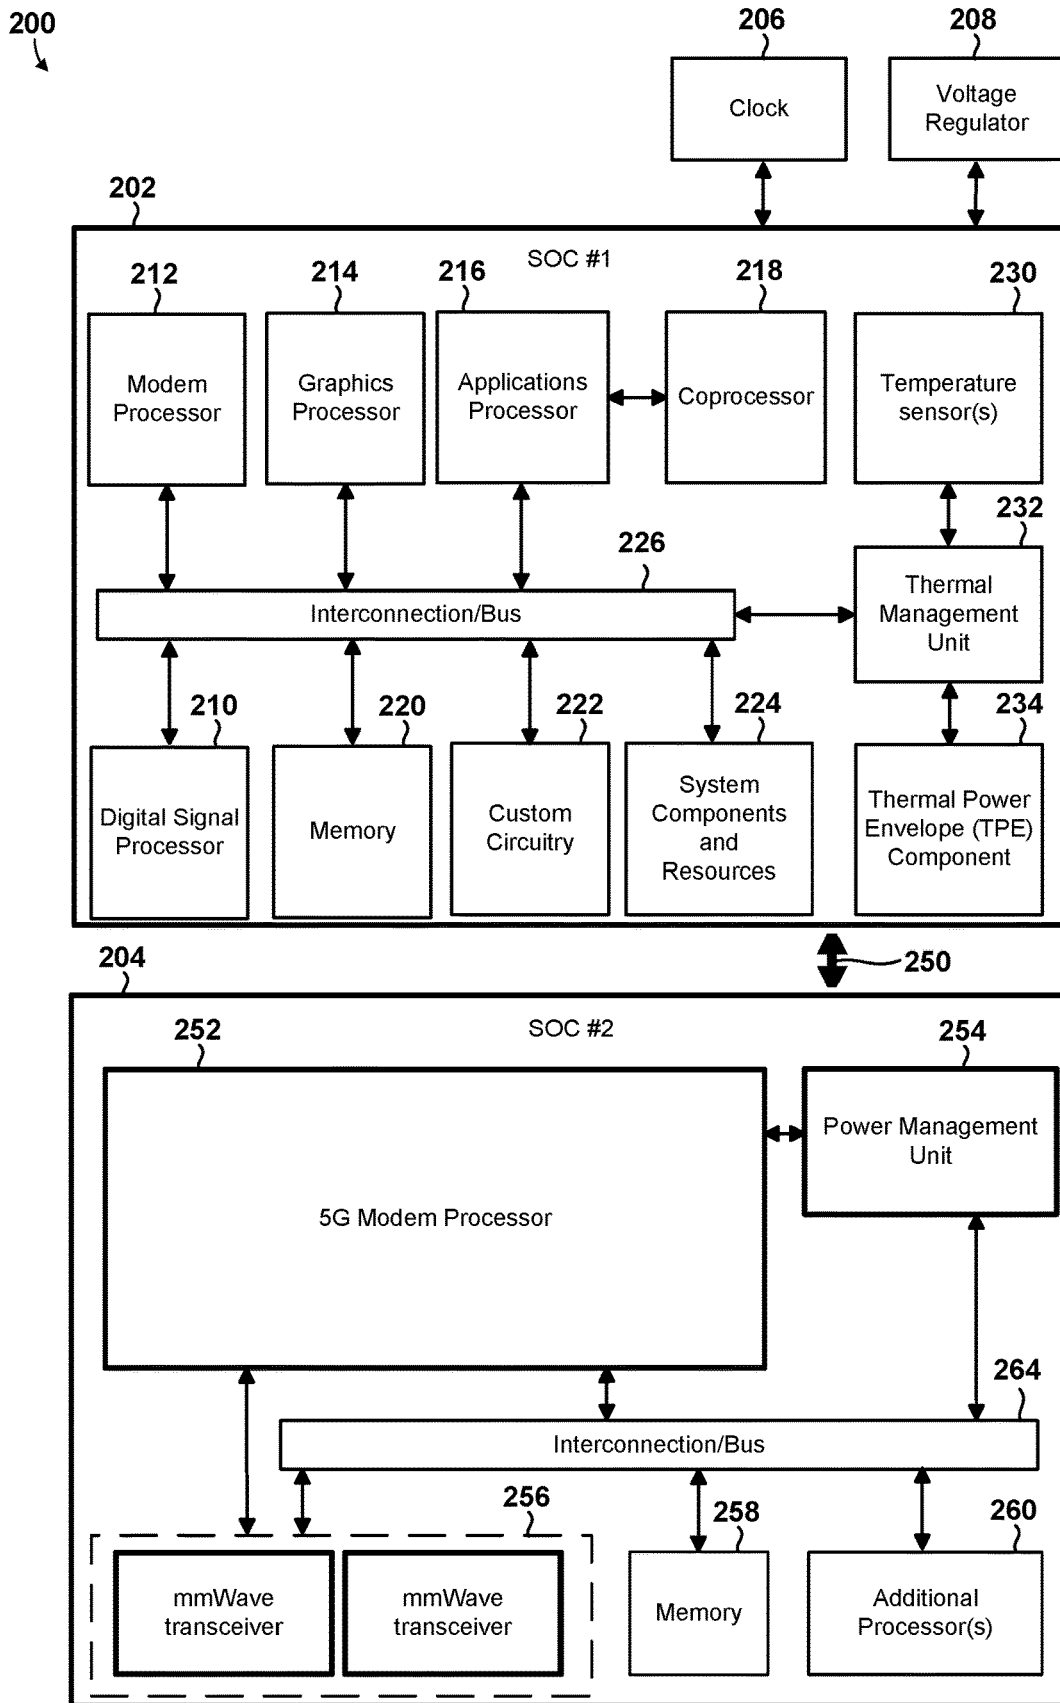 200
206
208
Clock
Voltage
Regulator
202
SOC #1
212
214
216
218
230
Modem
Processor
Graphics
Processor
Applications
Processor
Coprocessor
Temperature
sensor(s)
232
226
Interconnection/Bus
Thermal
Management
Unit
210
220
222
224
234
Digital Signal
Processor
Memory
Custom
Circuitry
System
Components
and
Resources
Thermal Power
Envelope (TPE)
Component
204
250
SOC #2
252
254
5G Modem Processor
Power Management
Unit
264
Interconnection/Bus
256
258
260
mmWave
transceiver
mmWave
transceiver
Memory
Additional
Processor(s)